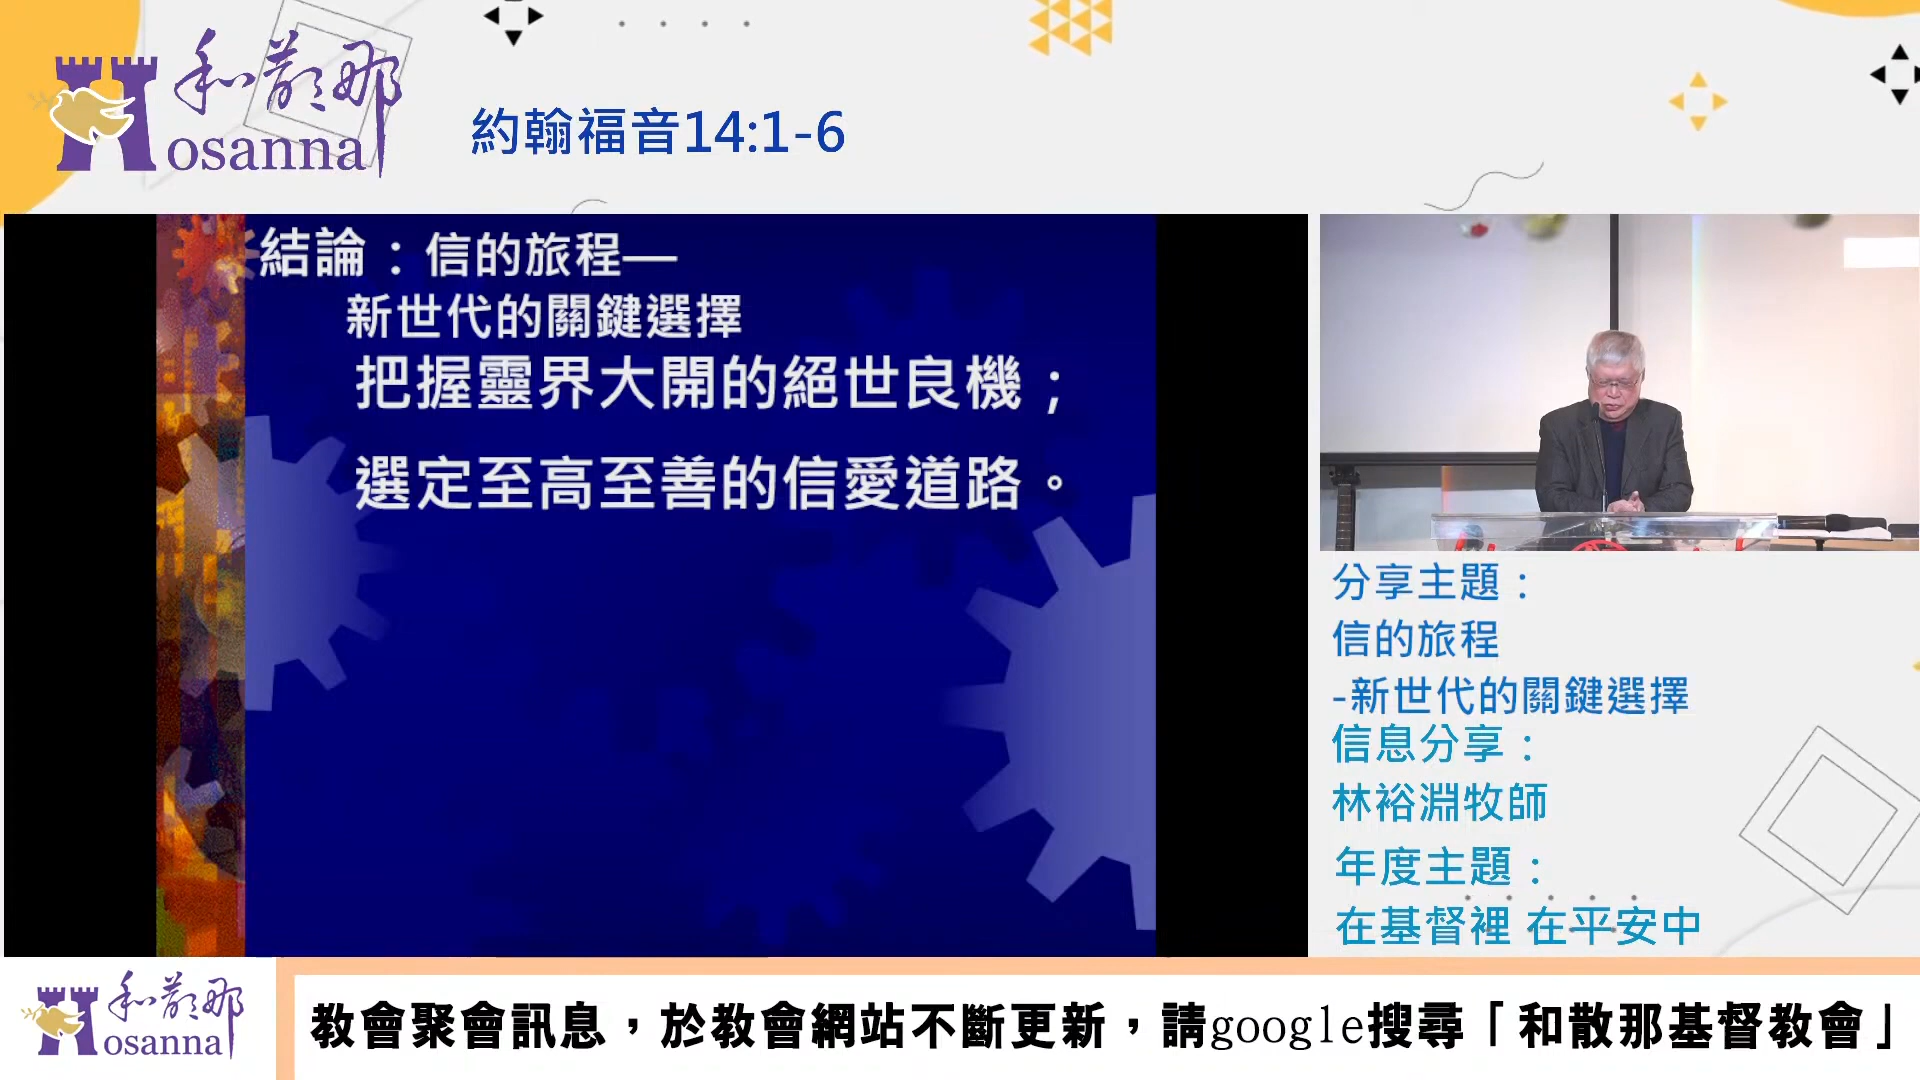 和散那
Hosanna
約翰福音14:1-6
結論：信的旅程—
新世代的關鍵選擇
把握靈界大開的絕世良機；
選定至高至善的信愛道路。
分享主題：
信的旅程
-新世代的關鍵選擇
信息分享：
林裕淵牧師
年度主題：
在基督裡 在平安中
和散那
Hosanna
教會聚會訊息，於教會網站不斷更新，請google搜尋「和散那基督教會」